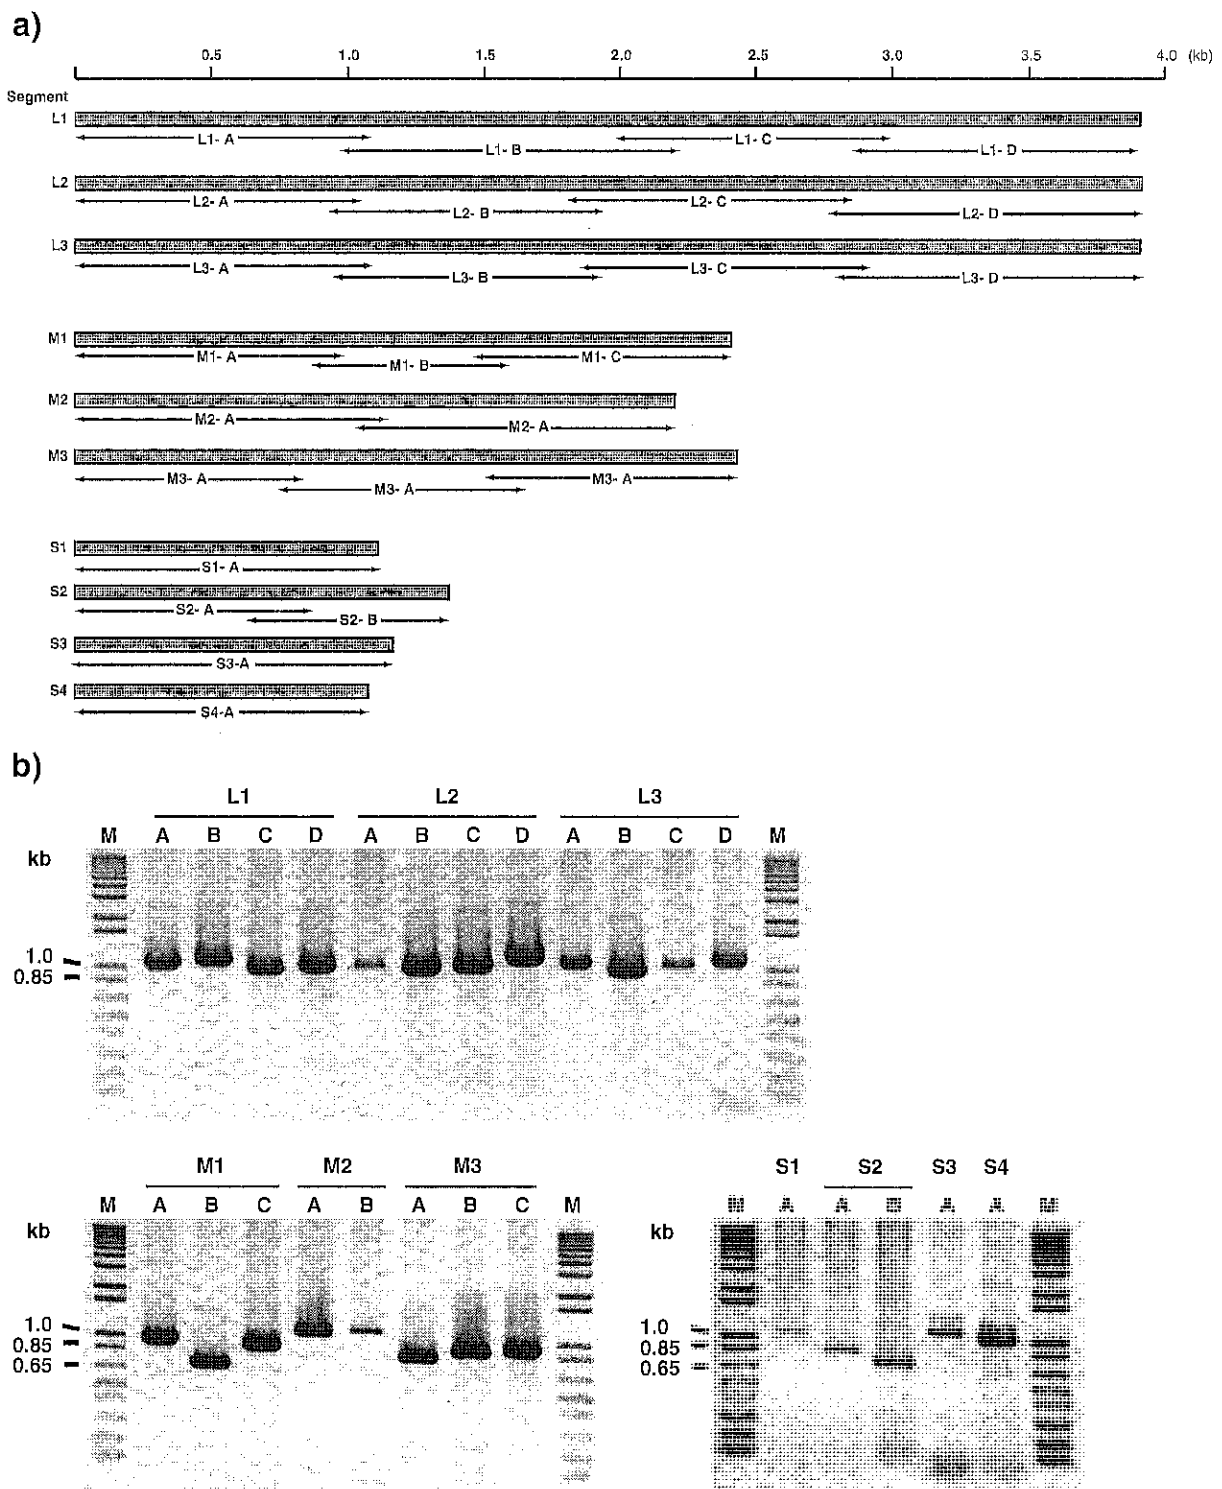 a)
0.5 1.0 1.5 2.0 2.5 3.0 3.5 4.0 (kb)
Segment
L1
L1- A L1- C
L1- B L1- D
L2
L2- A L2- C
L2- B L2- D
L3
L3- A L3- C
L3- B L3- D
M1
M1- A M1- C
M1- B
M2
M2- A
M2- A
M3
M3- A M3- A
M3- A
S1
S1- A
S2
S2- A
S2- B
S3
S3-A
S4
S4-A
b)
L1 L2 L3
M A B C D A B C D A B C D M
kb
1.0
0.85
M1 M2 M3
M A B C A B A B C M
kb
1.0
0.85
0.65
S1 S2 S3 S4
M A A B A A M
kb
1.0
0.85
0.65